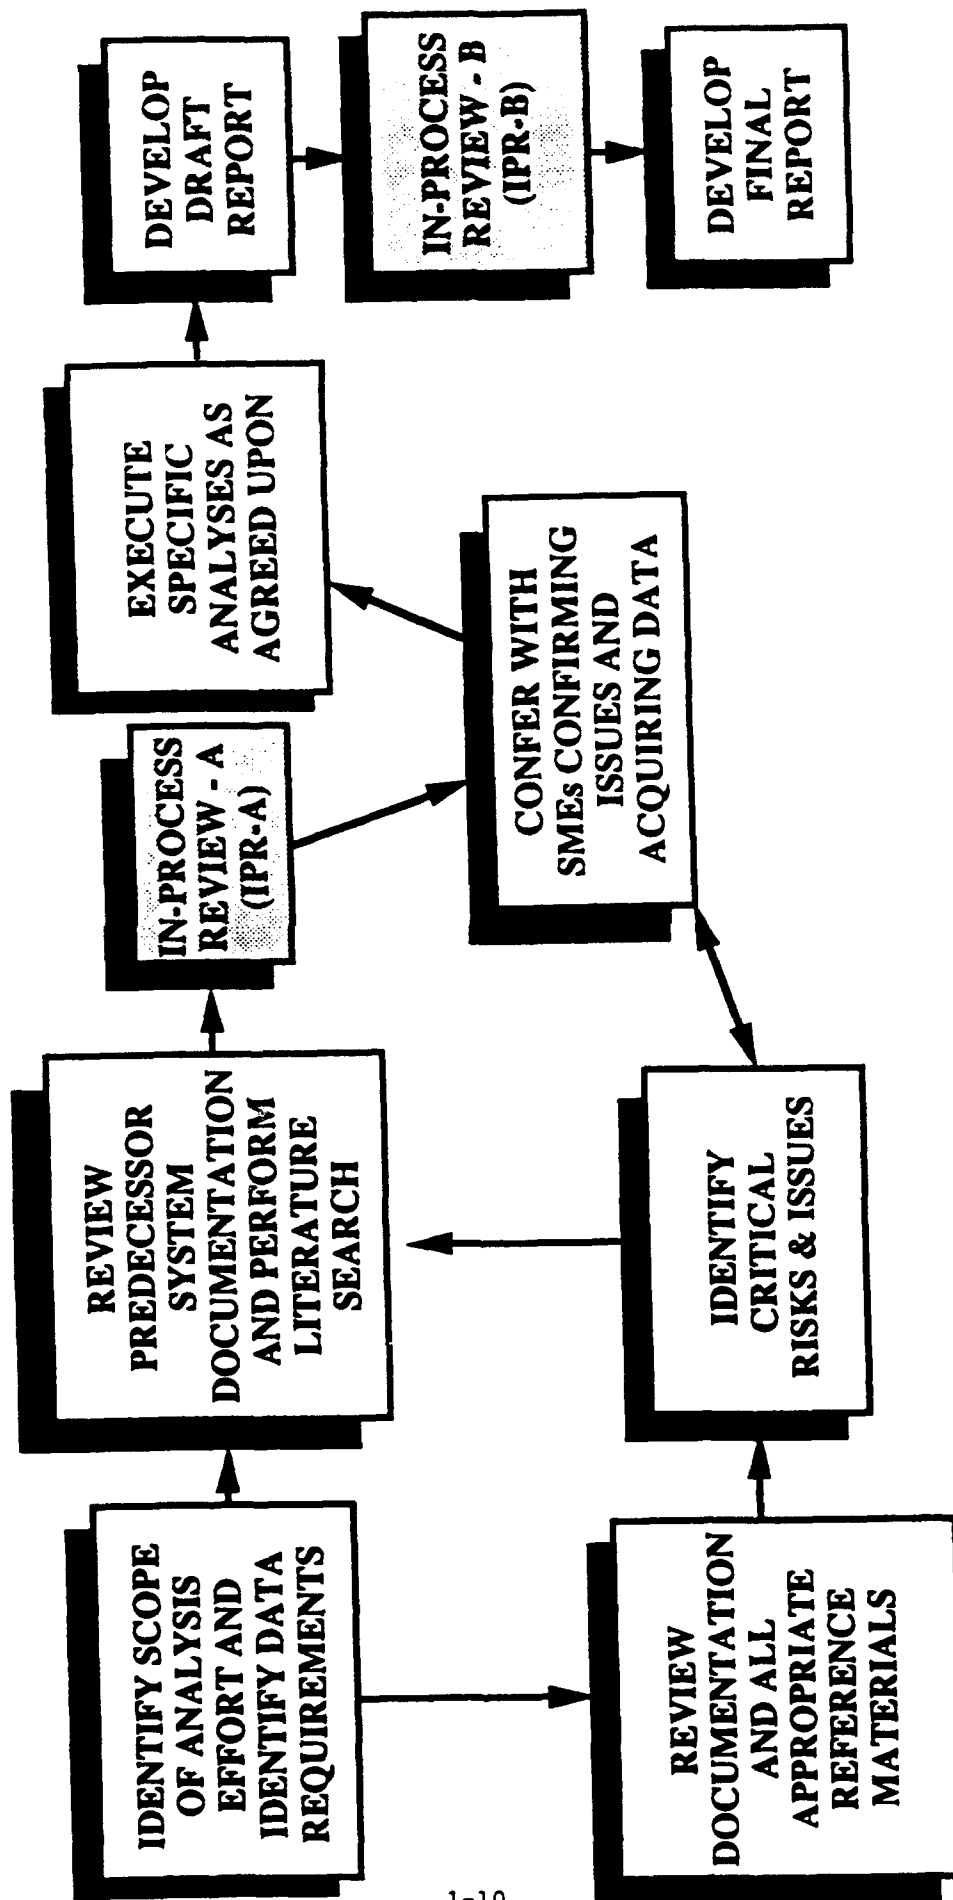 IDENTIFY SCOPE
OF ANALYSIS
EFFORT AND
IDENTIFY DATA
REQUIREMENTS
REVIEW
PREDECESSOR
SYSTEM
DOCUMENTATION
AND PERFORM
LITERATURE
SEARCH
IN-PROCESS
REVIEW - A
(IPR-A)
EXECUTE
SPECIFIC
ANALYSES AS
AGREED UPON
DEVELOP
DRAFT
REPORT
IN-PROCESS
REVIEW - B
(IPR-B)
DEVELOP
FINAL
REPORT
CONFER WITH
SMEs CONFIRMING
ISSUES AND
ACQUIRING DATA
REVIEW
DOCUMENTATION
AND ALL
APPROPRIATE
REFERENCE
MATERIALS
IDENTIFY
CRITICAL
RISKS & ISSUES
1-10